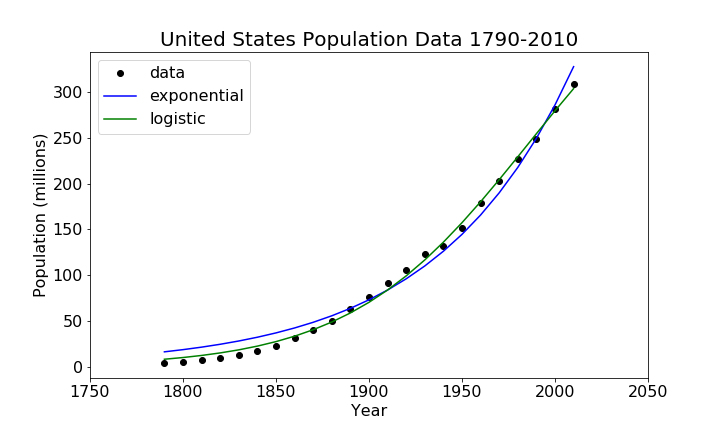 United States Population Data 1790-2010
data
exponential
logistic
Population (millions)
300
250
200
150
100
50
0
1750
1800
1850
1900
1950
2000
2050
Year